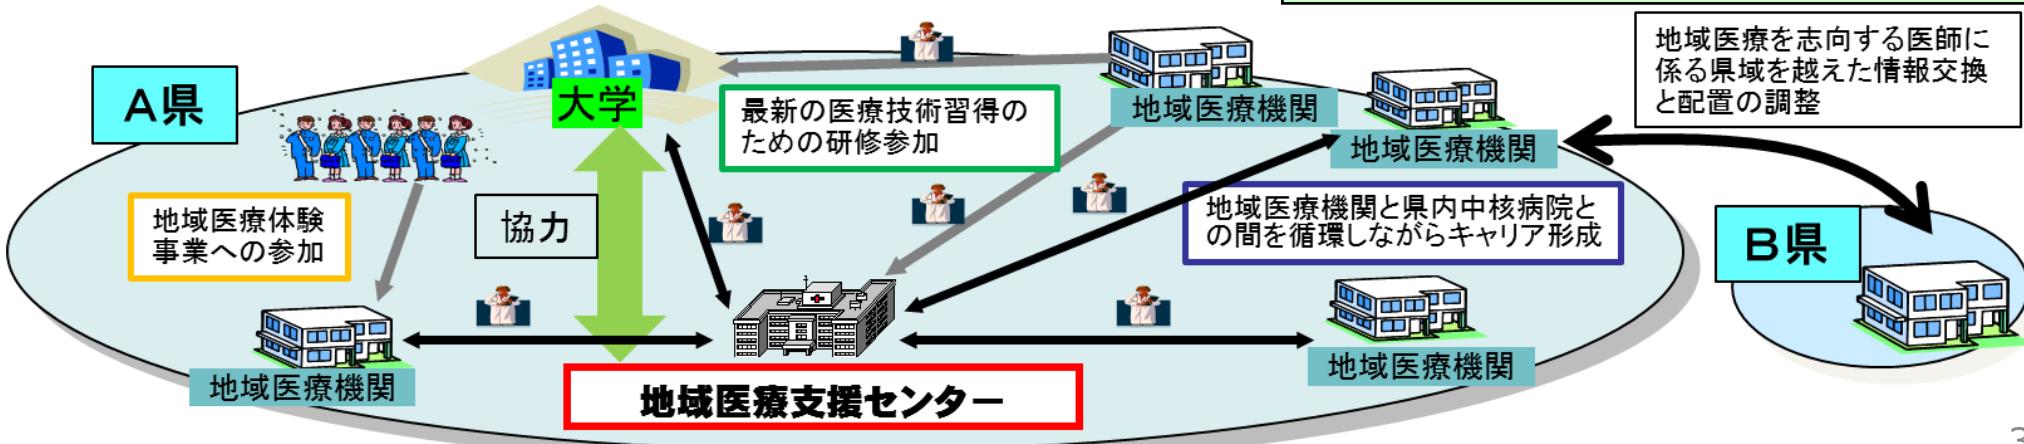 A県
大学
最新の医療技術習得の
ための研修参加
地域医療機関
地域医療機関
地域医療を志向する医師に
係る県域を越えた情報交換
と配置の調整
地域医療体験
事業への参加
協力
地域医療機関と県内中核病院と
の間を循環しながらキャリア形成
B県
地域医療機関
地域医療支援センター
地域医療機関